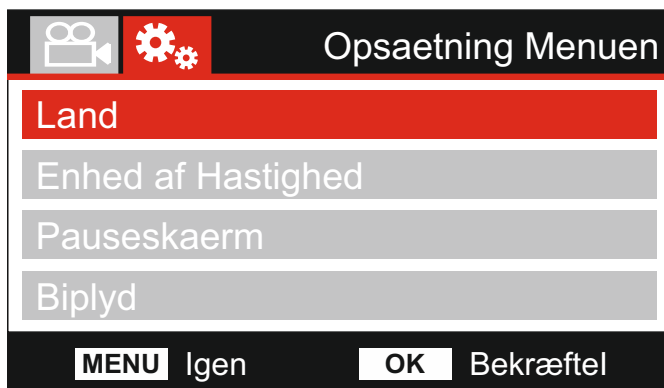 Opsaetning Menuen
Land
Enhed af Hastighed
Pauseskaerm
Biplyd
MENU Igen OK Bekræftel